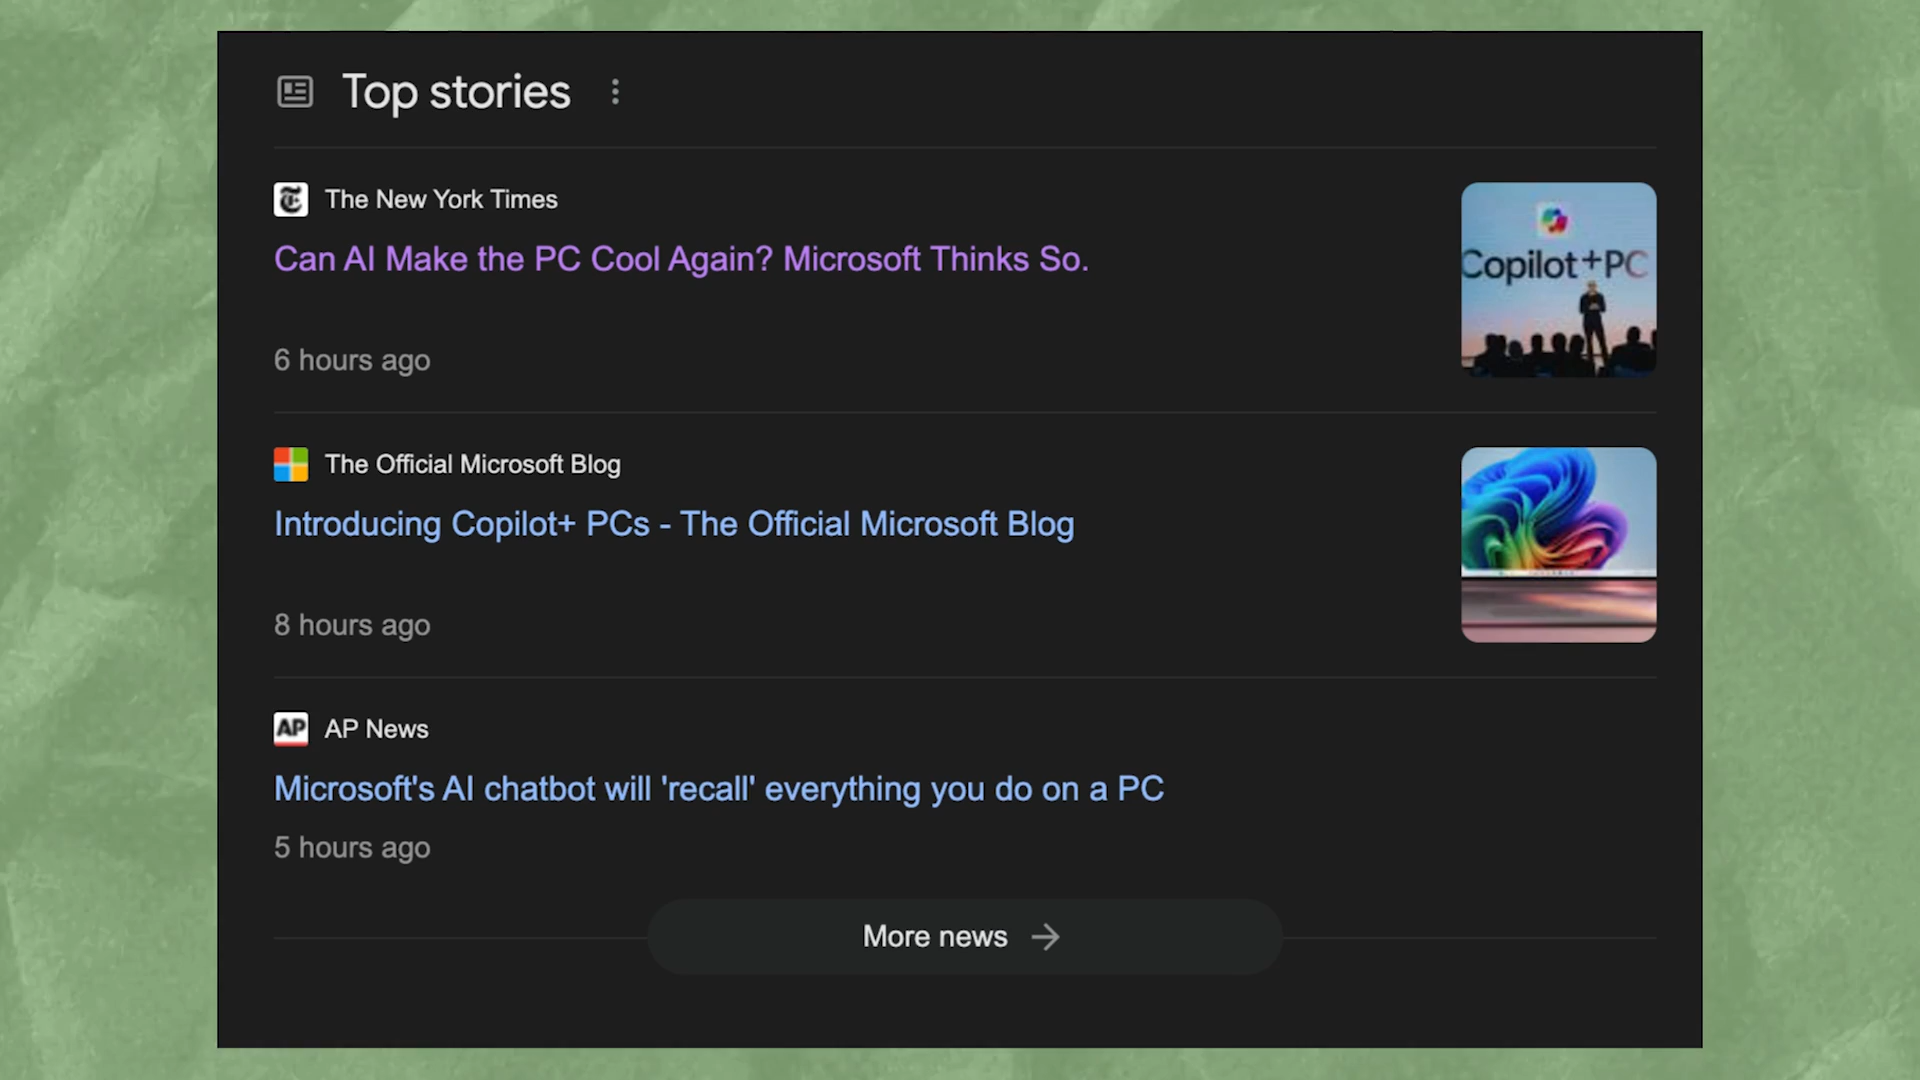 Top stories
The New York Times
Can AI Make the PC Cool Again? Microsoft Thinks So.
Copilot+PC
6 hours ago
The Official Microsoft Blog
Introducing Copilot+ PCs - The Official Microsoft Blog
8 hours ago
AP
AP News
Microsoft's AI chatbot will 'recall' everything you do on a PC
5 hours ago
More news